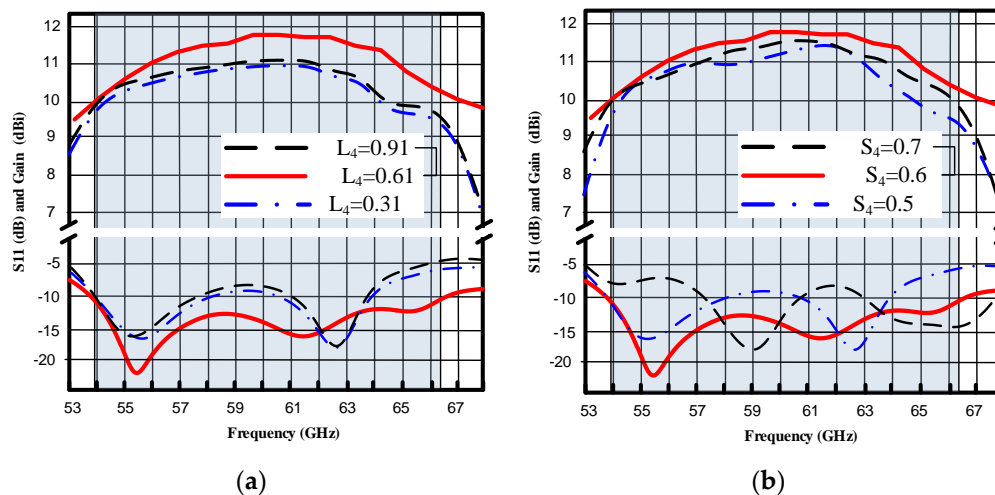 12
11
10
9
8
7
-5
-10
-15
-20
S11 (dB) and Gain (dBi)
L4=0.91
L4=0.61
L4=0.31
53 55 57 59 61 63 65 67
Frequency (GHz)
(a)
12
11
10
9
8
7
-5
-10
-15
-20
S11 (dB) and Gain (dBi)
S4=0.7
S4=0.6
S4=0.5
53 55 57 59 61 63 65 67
Frequency (GHz)
(b)